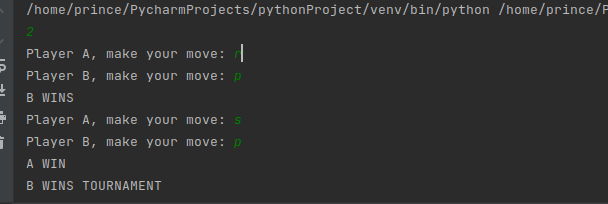 /home/prince/PycharmProjects/pythonProject/venv/bin/python /home/prince/P
2
Player A, make your move: r
Player B, make your move: p
B WINS
Player A, make your move: s
Player B, make your move: p
A WIN
B WINS TOURNAMENT